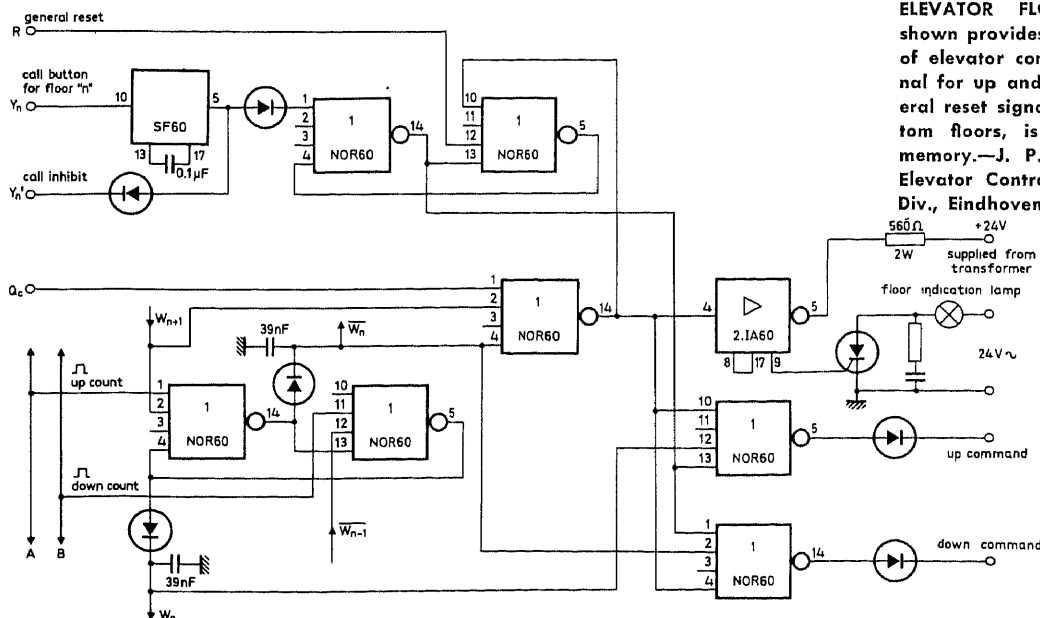 general reset
R
call button
for floor "n"
Yn
10
SF60
5
13
17
0.1µF
call inhibit
Yn'
1
2
3
4
1
NOR60
14
10
11
12
13
1
NOR60
5
ELEVATOR FLO
shown provides
of elevator con
nal for up and
eral reset signa
tom floors, is
memory.—J. P.
Elevator Contro
Div., Eindhoven
560Ω
2W
+24V
supplied from
transformer
floor indication lamp
24V ~
Qc
1
2
3
4
1
NOR60
14
4
2.IA60
5
8
17
9
Wn+1
39nF
Wn
up count
1
2
3
4
1
NOR60
14
10
11
12
13
1
NOR60
5
down count
A
B
Wn-1
39nF
Wn
10
11
12
13
1
NOR60
5
up command
1
2
3
4
1
NOR60
14
down command